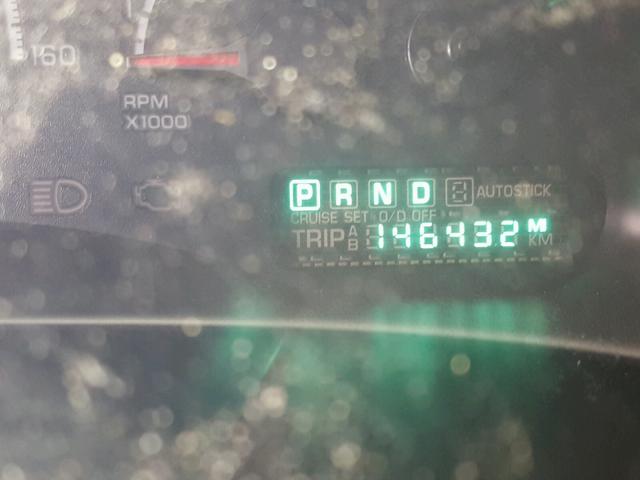 160
RPM
X1000
P R N D AUTOSTICK
CRUISE SET O/D OFF
TRIP A B 146432 M KM